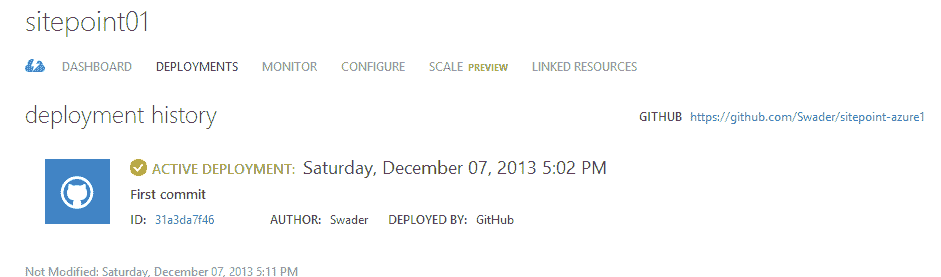 sitepoint01
DASHBOARD DEPLOYMENTS MONITOR CONFIGURE SCALE PREVIEW LINKED RESOURCES
deployment history GITHUB https://github.com/Swader/sitepoint-azure1
ACTIVE DEPLOYMENT: Saturday, December 07, 2013 5:02 PM
First commit
ID: 31a3da7f46 AUTHOR: Swader DEPLOYED BY: GitHub
Not Modified: Saturday, December 07, 2013 5:11 PM